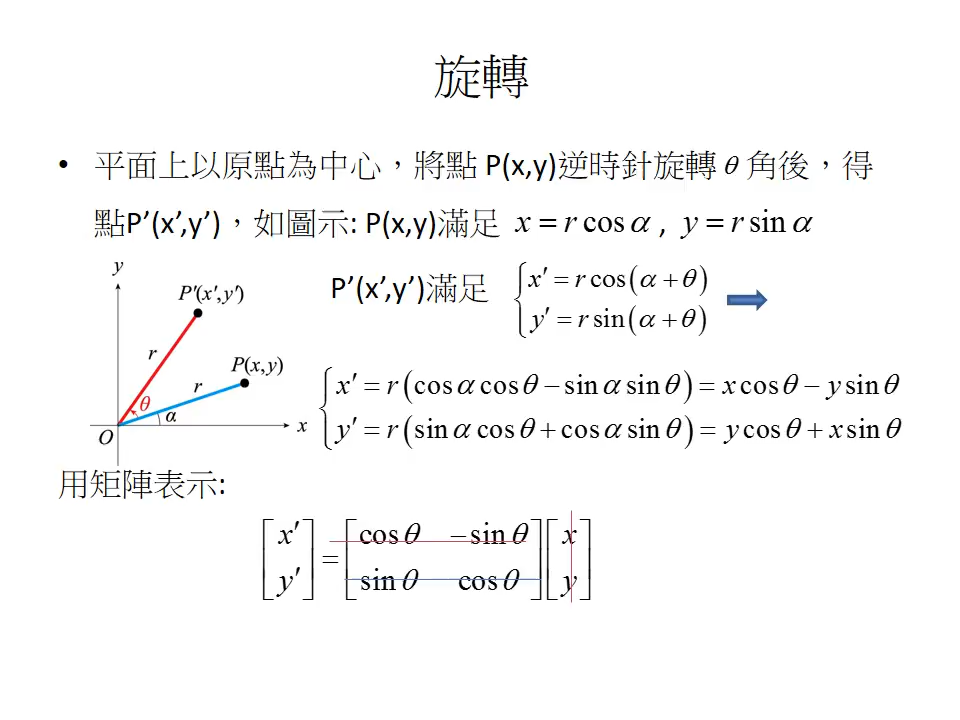 旋轉
• 平面上以原點為中心，將點 P(x,y)逆時針旋轉 θ 角後，得
點P’(x’,y’)，如圖示: P(x,y)滿足 x = r cos α , y = r sin α
P’(x’,y’)滿足
x′ = r cos(α + θ)
y′ = r sin(α + θ)
y
P′(x′, y′)
r
P(x, y)
r
θ
α
O
x
x′ = r(cos α cos θ − sin α sin θ) = x cos θ − y sin θ
y′ = r(sin α cos θ + cos α sin θ) = y cos θ + x sin θ
用矩陣表示:
[x′] = [cos θ −sin θ][x]
[y′] [sin θ cos θ][y]